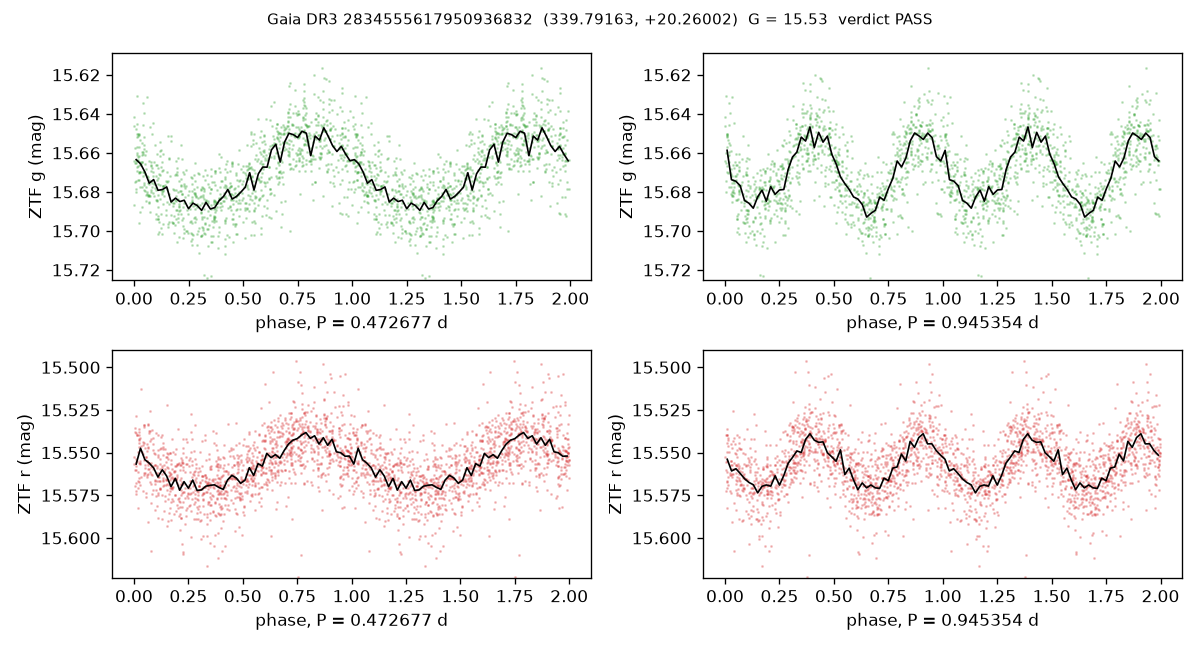 Gaia DR3 2834555617950936832  (339.79163, +20.26002)  G = 15.53  verdict PASS
ZTF g (mag)
15.62
15.64
15.66
15.68
15.70
15.72
0.00 0.25 0.50 0.75 1.00 1.25 1.50 1.75 2.00
phase, P = 0.472677 d
ZTF g (mag)
15.62
15.64
15.66
15.68
15.70
15.72
0.00 0.25 0.50 0.75 1.00 1.25 1.50 1.75 2.00
phase, P = 0.945354 d
ZTF r (mag)
15.500
15.525
15.550
15.575
15.600
0.00 0.25 0.50 0.75 1.00 1.25 1.50 1.75 2.00
phase, P = 0.472677 d
ZTF r (mag)
15.500
15.525
15.550
15.575
15.600
0.00 0.25 0.50 0.75 1.00 1.25 1.50 1.75 2.00
phase, P = 0.945354 d